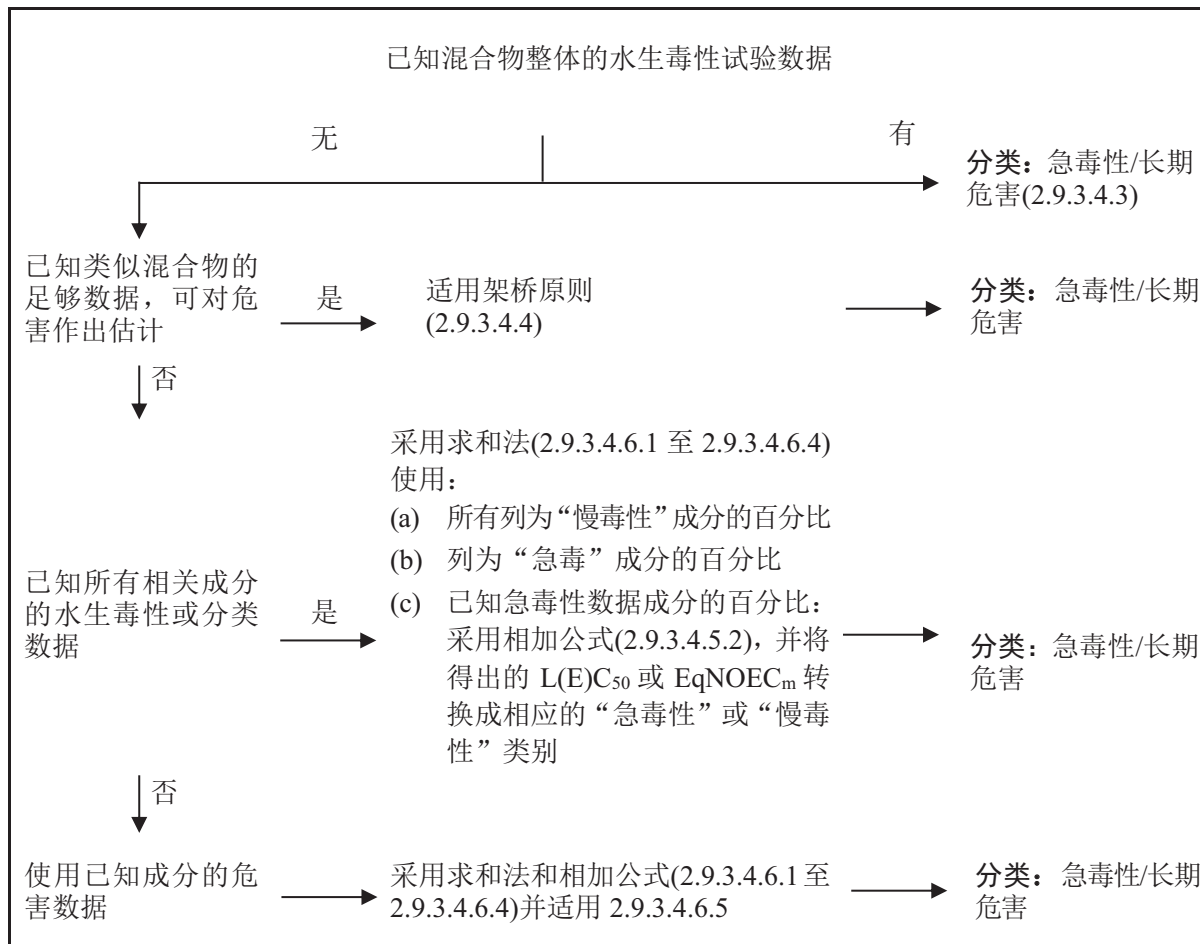 已知混合物整体的水生毒性试验数据
无
有
分类：急毒性/长期
危害(2.9.3.4.3)
已知类似混合物的
足够数据，可对危
害作出估计
是
适用架桥原则
(2.9.3.4.4)
分类：急毒性/长期
危害
否
采用求和法(2.9.3.4.6.1 至 2.9.3.4.6.4)
使用：
(a) 所有列为“慢毒性”成分的百分比
(b) 列为“急毒”成分的百分比
(c) 已知急毒性数据成分的百分比：
采用相加公式(2.9.3.4.5.2)，并将
得出的 L(E)C₅₀ 或 EqNOECₘ 转
换成相应的“急毒性”或“慢毒
性”类别
已知所有相关成分
的水生毒性或分类
数据
是
分类：急毒性/长期
危害
否
使用已知成分的危
害数据
采用求和法和相加公式(2.9.3.4.6.1 至
2.9.3.4.6.4)并适用 2.9.3.4.6.5
分类：急毒性/长期
危害